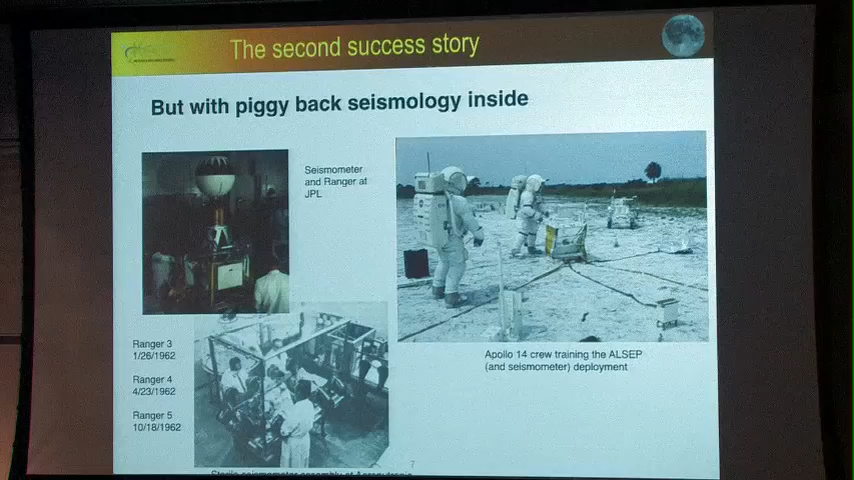 The second success story
But with piggy back seismology inside
Seismometer
and Ranger at
JPL
Ranger 3
1/26/1962
Ranger 4
4/23/1962
Ranger 5
10/18/1962
Apollo 14 crew training the ALSEP
(and seismometer) deployment
7